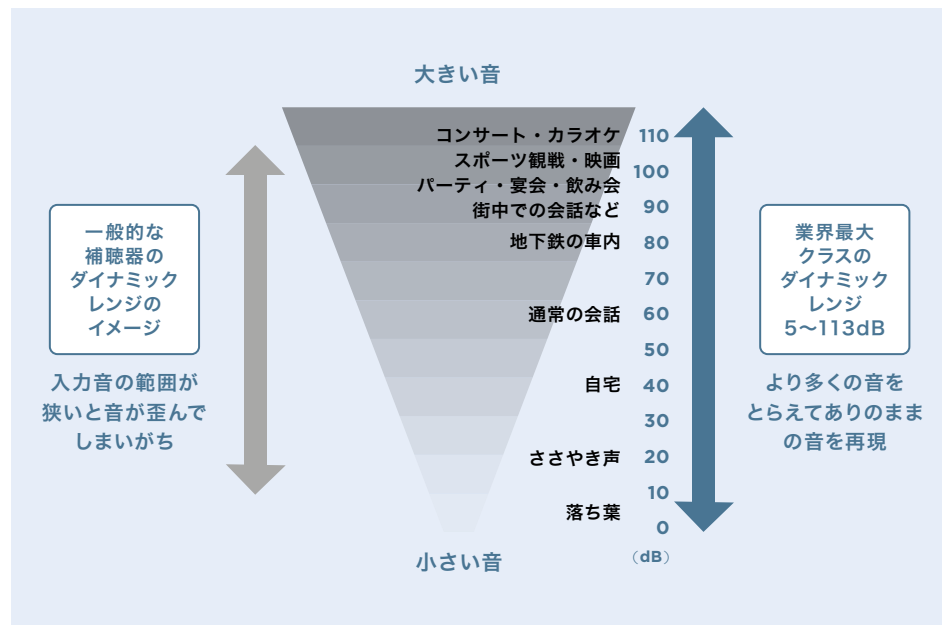 大きい音
コンサート・カラオケ
スポーツ観戦・映画
パーティ・宴会・飲み会
街中での会話など
地下鉄の車内
通常の会話
自宅
ささやき声
落ち葉
110
100
90
80
70
60
50
40
30
20
10
0
（dB）
小さい音
一般的な
補聴器の
ダイナミック
レンジの
イメージ
入力音の範囲が
狭いと音が歪んで
しまいがち
業界最大
クラスの
ダイナミック
レンジ
5〜113dB
より多くの音を
とらえてありのまま
の音を再現